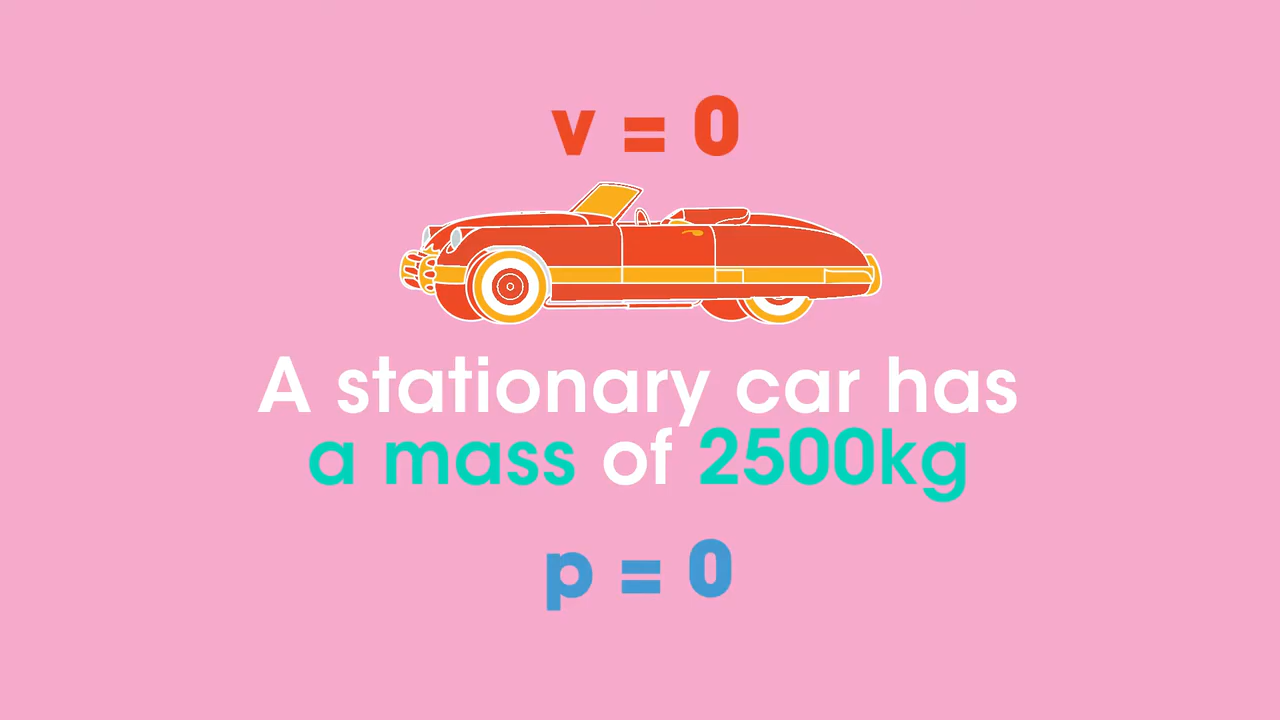 v = 0
A stationary car has
a mass of 2500kg
p = 0